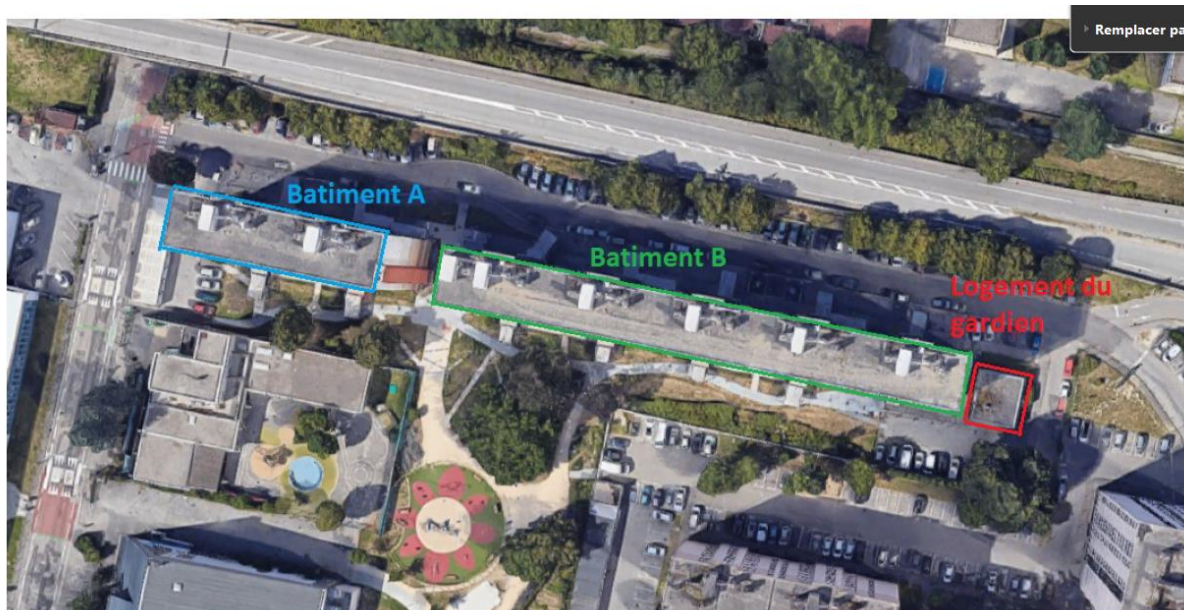 Remplacer pa
Batiment A
Batiment B
Logement du
gardien